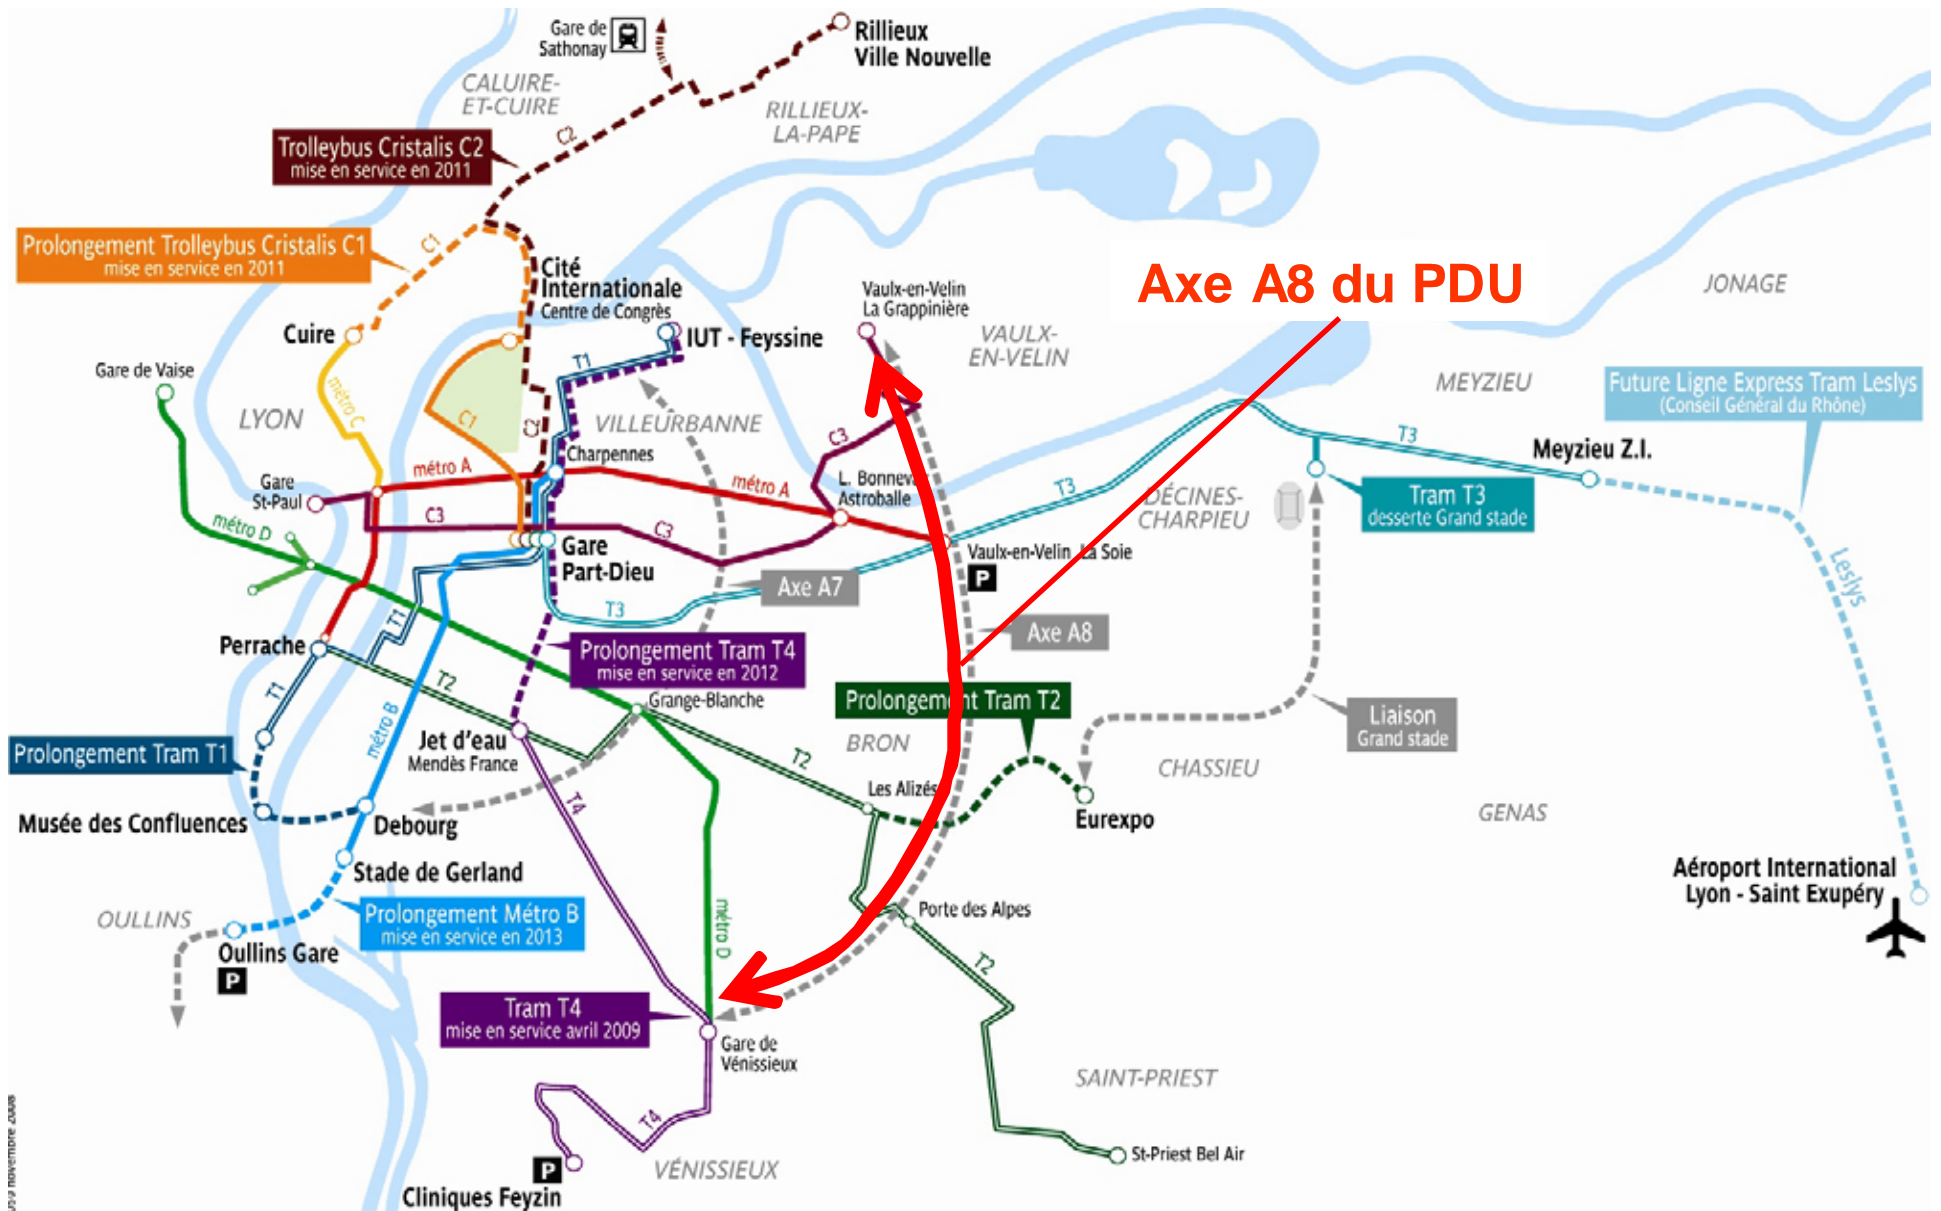 Gare de
Sathonay
Rillieux
Ville Nouvelle
CALUIRE-
ET-CUIRE
RILLIEUX-
LA-PAPE
C2
Trolleybus Cristalis C2
mise en service en 2011
Prolongement Trolleybus Cristalis C1
mise en service en 2011
C1
Cité
Internationale
Centre de Congrès
Vaulx-en-Velin
La Grappinière
Axe A8 du PDU
JONAGE
Cuire
IUT - Feyssine
VAULX-
EN-VELIN
T1
Gare de Vaise
métro C
LYON
C1
C2
VILLEURBANNE
MEYZIEU
Future Ligne Express Tram Leslys
(Conseil Général du Rhône)
C3
T3
Meyzieu Z.I.
Charpennes
métro A
métro A
L. Bonnev
Astroballe
Gare
St-Paul
T3
DÉCINES-
CHARPIEU
Tram T3
desserte Grand stade
métro D
C3
C3
Gare
Part-Dieu
Vaulx-en-Velin La Soie
P
Axe A7
Leslys
T1
T3
Axe A8
Perrache
Prolongement Tram T4
mise en service en 2012
T2
T1
Grange-Blanche
Prolongement Tram T2
Liaison
Grand stade
métro B
Jet d'eau
Mendès France
BRON
T2
CHASSIEU
Prolongement Tram T1
Les Alizés
T4
Musée des Confluences
Debourg
Eurexpo
GENAS
Stade de Gerland
Aéroport International
Lyon - Saint Exupéry
OULLINS
Prolongement Métro B
mise en service en 2013
métro D
Porte des Alpes
Oullins Gare
P
T2
Tram T4
mise en service avril 2009
Gare de
Vénissieux
SAINT-PRIEST
T4
St-Priest Bel Air
P
VÉNISSIEUX
Cliniques Feyzin
novembre 2008